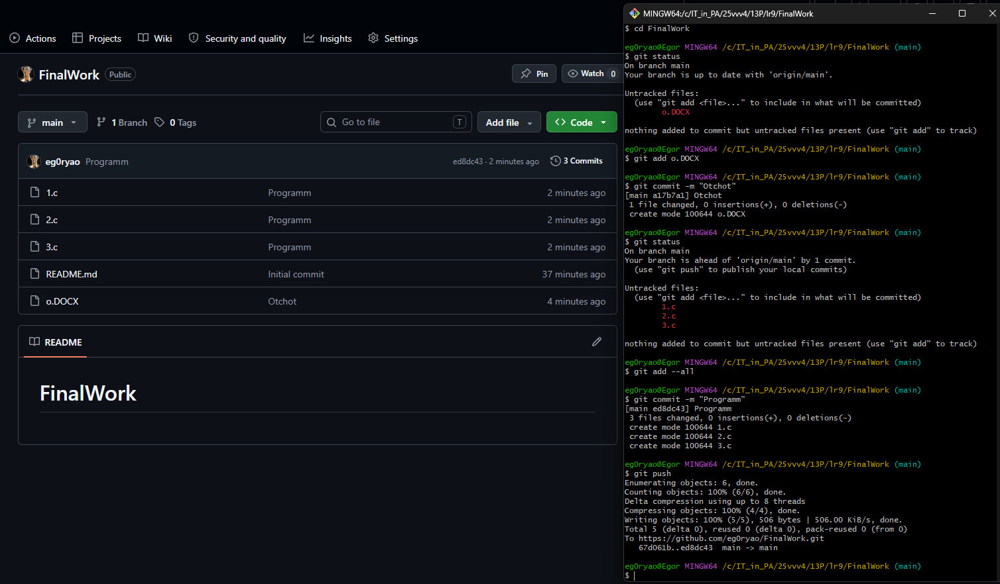 Actions Projects Wiki Security and quality Insights Settings
FinalWork Public Pin Watch 0
main 1 Branch 0 Tags Go to file T Add file Code
eg0ryao Programm ed8dc43 · 2 minutes ago 3 Commits
1.c Programm 2 minutes ago
2.c Programm 2 minutes ago
3.c Programm 2 minutes ago
README.md Initial commit 37 minutes ago
o.DOCX Otchot 4 minutes ago
README
FinalWork
MINGW64:/c/IT_in_PA/25vvv4/13P/lr9/FinalWork
$ cd FinalWork
eg0ryao@Egor MINGW64 /c/IT_in_PA/25vvv4/13P/lr9/FinalWork (main)
$ git status
On branch main
Your branch is up to date with 'origin/main'.
Untracked files:
(use "git add <file>..." to include in what will be committed)
o.DOCX
nothing added to commit but untracked files present (use "git add" to track)
eg0ryao@Egor MINGW64 /c/IT_in_PA/25vvv4/13P/lr9/FinalWork (main)
$ git add o.DOCX
eg0ryao@Egor MINGW64 /c/IT_in_PA/25vvv4/13P/lr9/FinalWork (main)
$ git commit -m "Otchot"
[main a17b7a1] Otchot
1 file changed, 0 insertions(+), 0 deletions(-)
create mode 100644 o.DOCX
eg0ryao@Egor MINGW64 /c/IT_in_PA/25vvv4/13P/lr9/FinalWork (main)
$ git status
On branch main
Your branch is ahead of 'origin/main' by 1 commit.
(use "git push" to publish your local commits)
Untracked files:
(use "git add <file>..." to include in what will be committed)
1.c
2.c
3.c
nothing added to commit but untracked files present (use "git add" to track)
eg0ryao@Egor MINGW64 /c/IT_in_PA/25vvv4/13P/lr9/FinalWork (main)
$ git add --all
eg0ryao@Egor MINGW64 /c/IT_in_PA/25vvv4/13P/lr9/FinalWork (main)
$ git commit -m "Programm"
[main ed8dc43] Programm
3 files changed, 0 insertions(+), 0 deletions(-)
create mode 100644 1.c
create mode 100644 2.c
create mode 100644 3.c
eg0ryao@Egor MINGW64 /c/IT_in_PA/25vvv4/13P/lr9/FinalWork (main)
$ git push
Enumerating objects: 6, done.
Counting objects: 100% (6/6), done.
Delta compression using up to 8 threads
Compressing objects: 100% (4/4), done.
Writing objects: 100% (5/5), 506 bytes | 506.00 KiB/s, done.
Total 5 (delta 0), reused 0 (delta 0), pack-reused 0 (from 0)
To https://github.com/eg0ryao/FinalWork.git
67d061b..ed8dc43 main -> main
eg0ryao@Egor MINGW64 /c/IT_in_PA/25vvv4/13P/lr9/FinalWork (main)
$